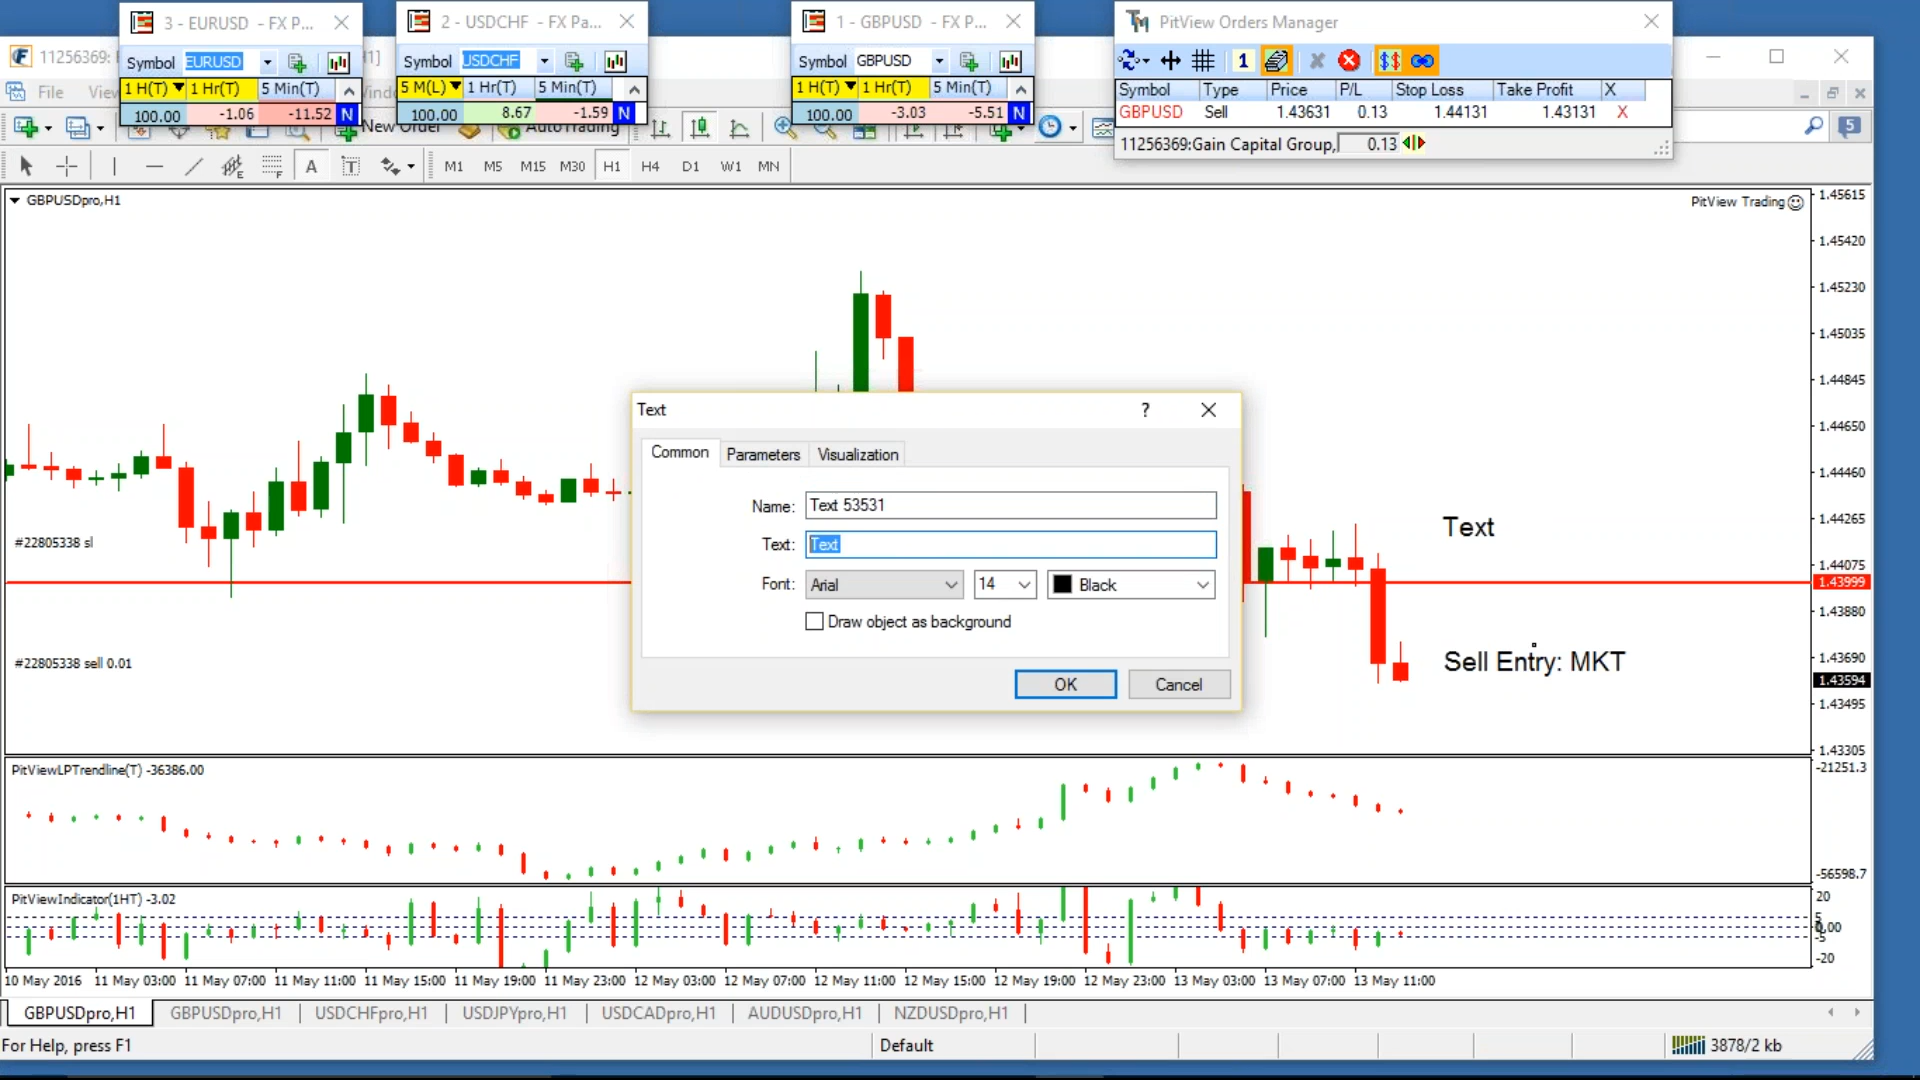 3 - EURUSD - FX P...
2 - USDCHF - FX Pa...
1 - GBPUSD - FX P...
PitView Orders Manager
11256369:
Symbol EURUSD
Symbol USDCHF
Symbol GBPUSD
1 H(T) 1 Hr(T) 5 Min(T)
100.00 -1.06 -11.52 N
5 M(L) 1 Hr(T) 5 Min(T)
100.00 8.67 -1.59 N
1 H(T) 1 Hr(T) 5 Min(T)
100.00 -3.03 -5.51 N
1
$$
Symbol Type Price P/L Stop Loss Take Profit X
GBPUSD Sell 1.43631 0.13 1.44131 1.43131 X
11256369:Gain Capital Group, 0.13
File
New Order
AutoTrading
5
A T M1 M5 M15 M30 H1 H4 D1 W1 MN
GBPUSDpro,H1
PitView Trading
1.45615
1.45420
1.45230
1.45035
1.44845
1.44650
1.44460
1.44265
1.44075
1.43999
1.43880
1.43690
1.43594
1.43495
1.43305
#22805338 sl
#22805338 sell 0.01
Text
Sell Entry: MKT
Text ?
Common Parameters Visualization
Name: Text 53531
Text: Text
Font: Arial 14 Black
Draw object as background
OK Cancel
PitViewLPTrendline(T) -36386.00
-21251.3
-56598.7
PitViewIndicator(1HT) -3.02
20
5
0.00
-5
-20
10 May 2016 11 May 03:00 11 May 07:00 11 May 11:00 11 May 15:00 11 May 19:00 11 May 23:00 12 May 03:00 12 May 07:00 12 May 11:00 12 May 15:00 12 May 19:00 12 May 23:00 13 May 03:00 13 May 07:00 13 May 11:00
GBPUSDpro,H1 GBPUSDpro,H1 USDCHFpro,H1 USDJPYpro,H1 USDCADpro,H1 AUDUSDpro,H1 NZDUSDpro,H1
For Help, press F1
Default
3878/2 kb